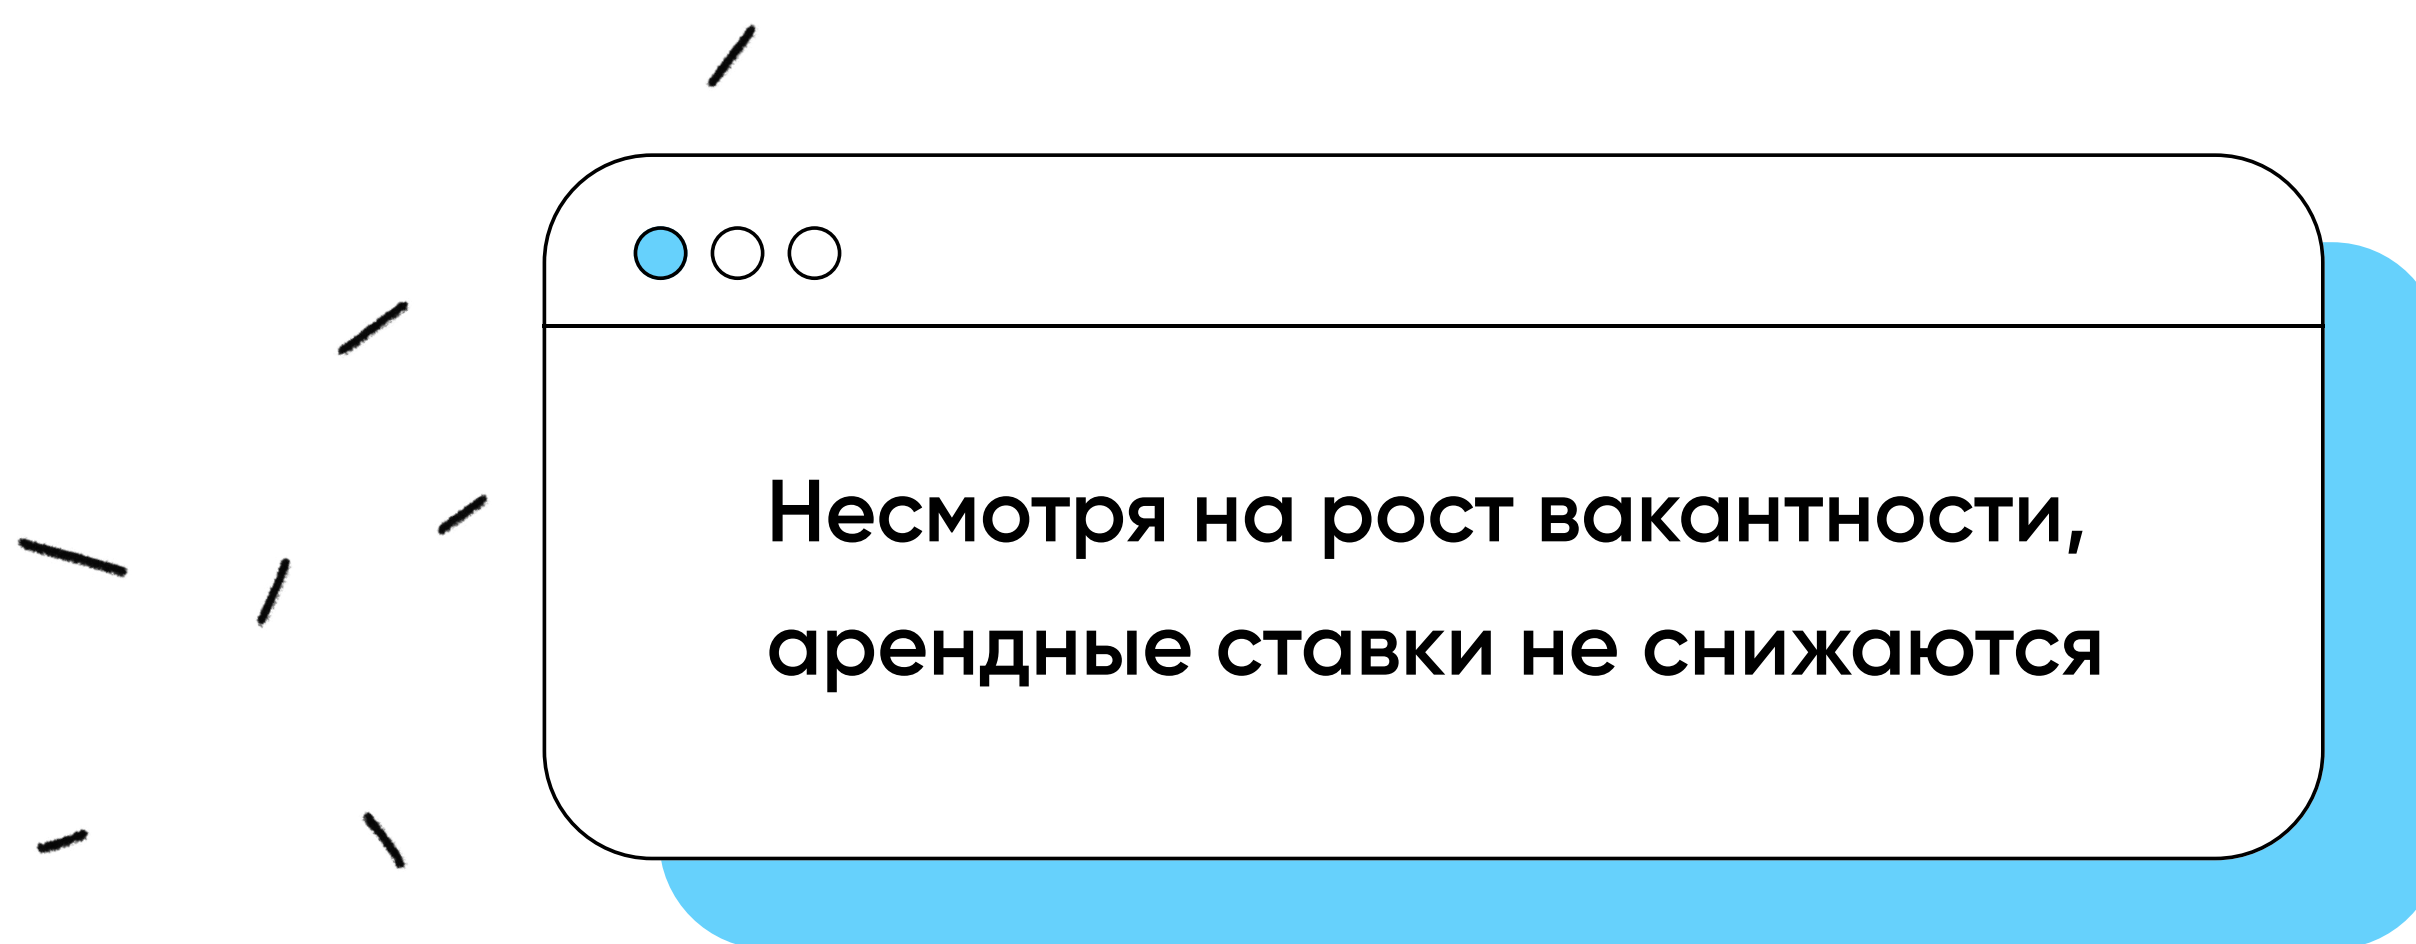 Несмотря на рост вакантности,
арендные ставки не снижаются